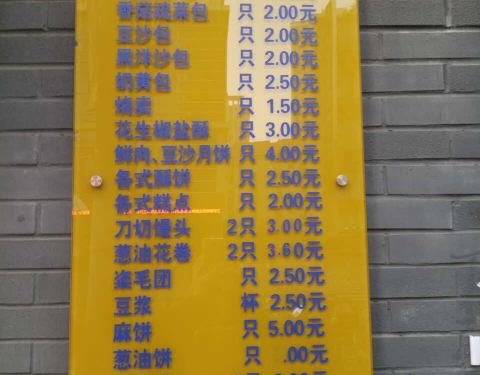 香菇蔬菜包 只 2.00元
豆沙包 只 2.00元
黑洋沙包 只 2.00元
奶黄包 只 2.50元
烧卖 只 1.50元
花生椒盐酥 只 3.00元
鲜肉、豆沙月饼 只 4.00元
各式酥饼 只 2.50元
各式糕点 只 2.00元
刀切馒头 2只 3.00元
葱油花卷 2只 3.60元
粢毛团 只 2.50元
豆浆 杯 2.50元
麻饼 只 5.00元
葱油饼 只 .00元